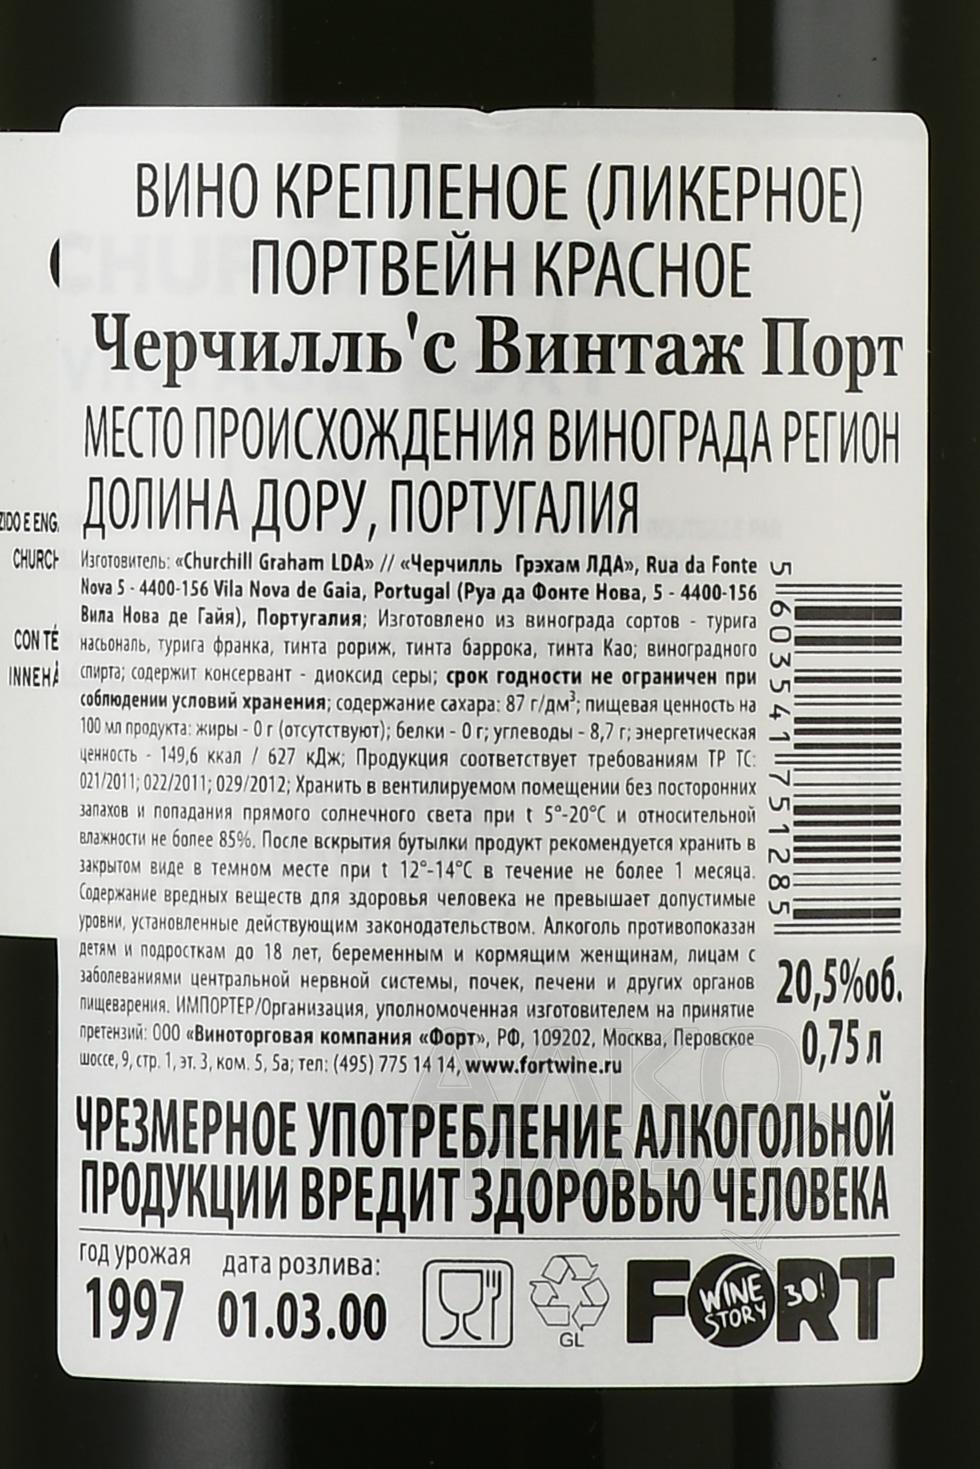 ВИНО КРЕПЛЕНОЕ (ЛИКЕРНОЕ)
ПОРТВЕЙН КРАСНОЕ
Черчилль'с Винтаж Порт
МЕСТО ПРОИСХОЖДЕНИЯ ВИНОГРАДА РЕГИОН
ДОЛИНА ДОРУ, ПОРТУГАЛИЯ
Изготовитель: «Churchill Graham LDA» // «Черчилль Грэхам ЛДА», Rua da Fonte
Nova 5 - 4400-156 Vila Nova de Gaia, Portugal (Руа да Фонте Нова, 5 - 4400-156
Вила Нова де Гайя), Португалия; Изготовлено из винограда сортов - турига
насьональ, турига франка, тинта рориж, тинта баррока, тинта Као; виноградного
спирта; содержит консервант - диоксид серы; срок годности не ограничен при
соблюдении условий хранения; содержание сахара: 87 г/дм³; пищевая ценность на
100 мл продукта: жиры - 0 г (отсутствуют); белки - 0 г; углеводы - 8,7 г; энергетическая
ценность - 149,6 ккал / 627 кДж; Продукция соответствует требованиям ТР ТС:
021/2011; 022/2011; 029/2012; Хранить в вентилируемом помещении без посторонних
запахов и попадания прямого солнечного света при t 5°-20°С и относительной
влажности не более 85%. После вскрытия бутылки продукт рекомендуется хранить в
закрытом виде в темном месте при t 12°-14°С в течение не более 1 месяца.
Содержание вредных веществ для здоровья человека не превышает допустимые
уровни, установленные действующим законодательством. Алкоголь противопоказан
детям и подросткам до 18 лет, беременным и кормящим женщинам, лицам с
заболеваниями центральной нервной системы, почек, печени и других органов
пищеварения. ИМПОРТЕР/Организация, уполномоченная изготовителем на принятие
претензий: ООО «Виноторговая компания «Форт», РФ, 109202, Москва, Перовское
шоссе, 9, стр. 1, эт. 3, ком. 5, 5а; тел: (495) 775 14 14, www.fortwine.ru
5 603541 751285
20,5%об.
0,75 л
ЧРЕЗМЕРНОЕ УПОТРЕБЛЕНИЕ АЛКОГОЛЬНОЙ
ПРОДУКЦИИ ВРЕДИТ ЗДОРОВЬЮ ЧЕЛОВЕКА
год урожая
1997
дата розлива:
01.03.00
GL
FORT
WINE
STORY
30!
ZIDO E ENG.
CHURCH
CON TÉ
INNEHÅ